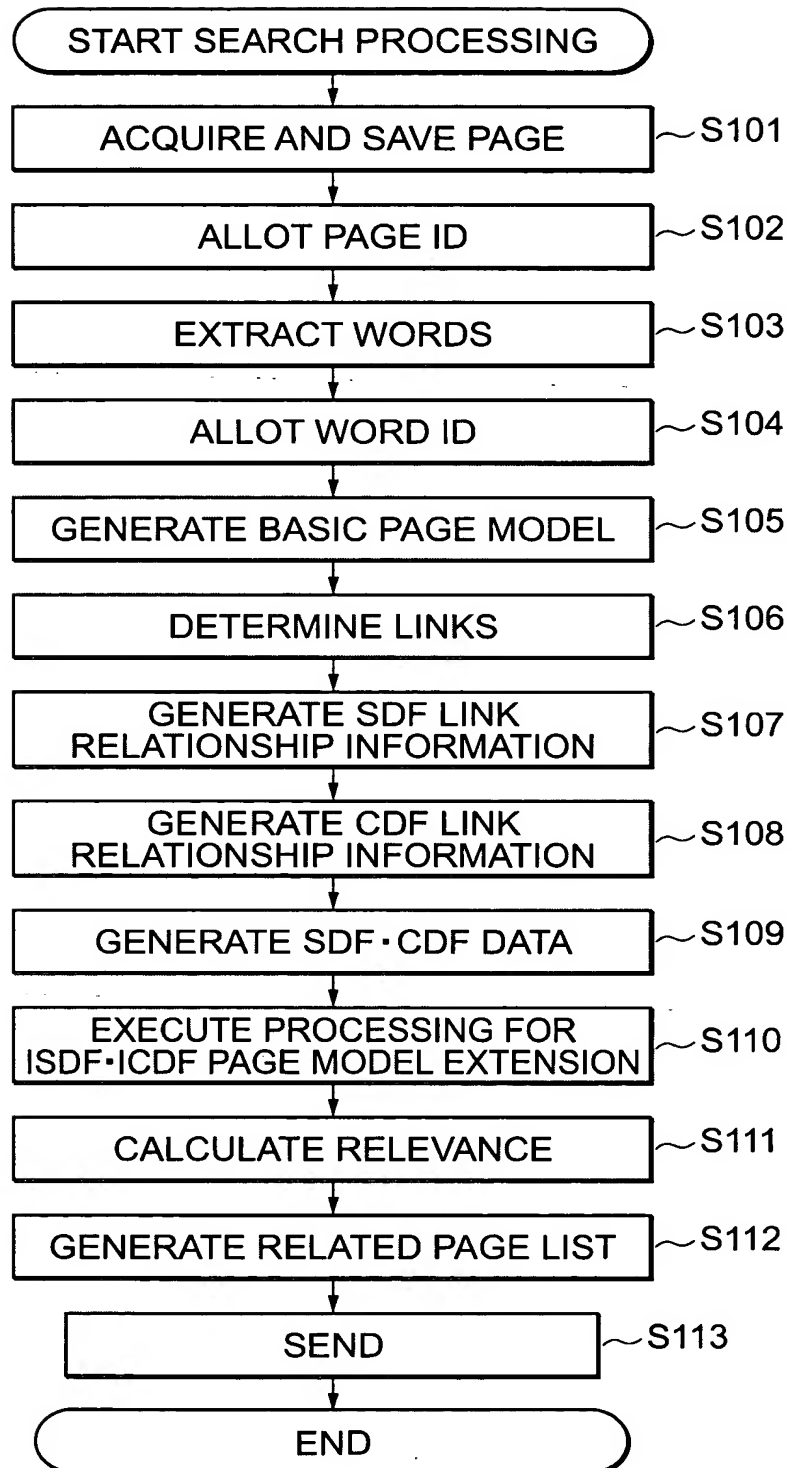 START SEARCH PROCESSING
ACQUIRE AND SAVE PAGE
S101
ALLOT PAGE ID
S102
EXTRACT WORDS
S103
ALLOT WORD ID
S104
GENERATE BASIC PAGE MODEL
S105
DETERMINE LINKS
S106
GENERATE SDF LINK
RELATIONSHIP INFORMATION
S107
GENERATE CDF LINK
RELATIONSHIP INFORMATION
S108
GENERATE SDF·CDF DATA
S109
EXECUTE PROCESSING FOR
ISDF·ICDF PAGE MODEL EXTENSION
S110
CALCULATE RELEVANCE
S111
GENERATE RELATED PAGE LIST
S112
SEND
S113
END